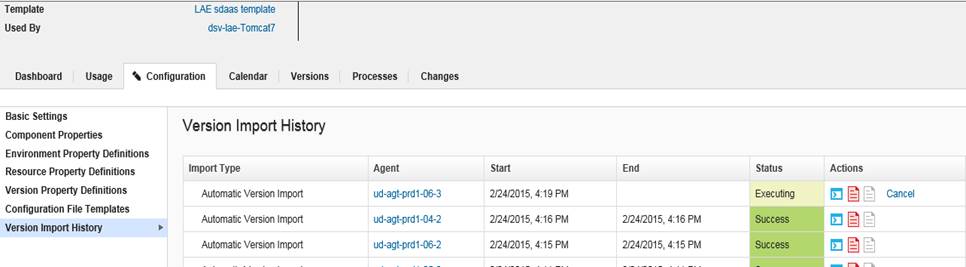 Template LAE sdaas template
Used By dsv-lae-Tomcat7
Dashboard Usage Configuration Calendar Versions Processes Changes
Basic Settings
Component Properties
Environment Property Definitions
Resource Property Definitions
Version Property Definitions
Configuration File Templates
Version Import History
Version Import History
Import Type Agent Start End Status Actions
Automatic Version Import ud-agt-prd1-06-3 2/24/2015, 4:19 PM Executing Cancel
Automatic Version Import ud-agt-prd1-04-2 2/24/2015, 4:16 PM 2/24/2015, 4:16 PM Success
Automatic Version Import ud-agt-prd1-06-2 2/24/2015, 4:15 PM 2/24/2015, 4:15 PM Success